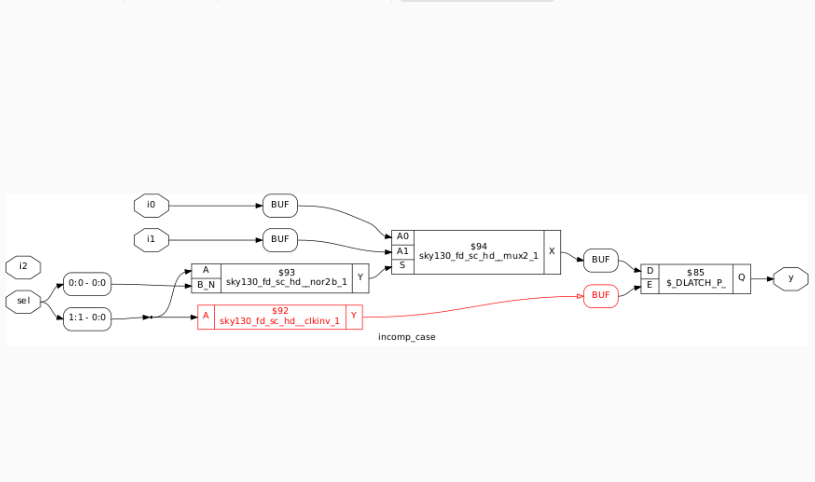 i0
BUF
i1
BUF
A0
A1
S
$94
sky130_fd_sc_hd__mux2_1
X
i2
sel
0:0 - 0:0
1:1 - 0:0
A
B_N
$93
sky130_fd_sc_hd__nor2b_1
Y
A
$92
sky130_fd_sc_hd__clkinv_1
Y
BUF
BUF
D
E
$85
$_DLATCH_P_
Q
y
incomp_case